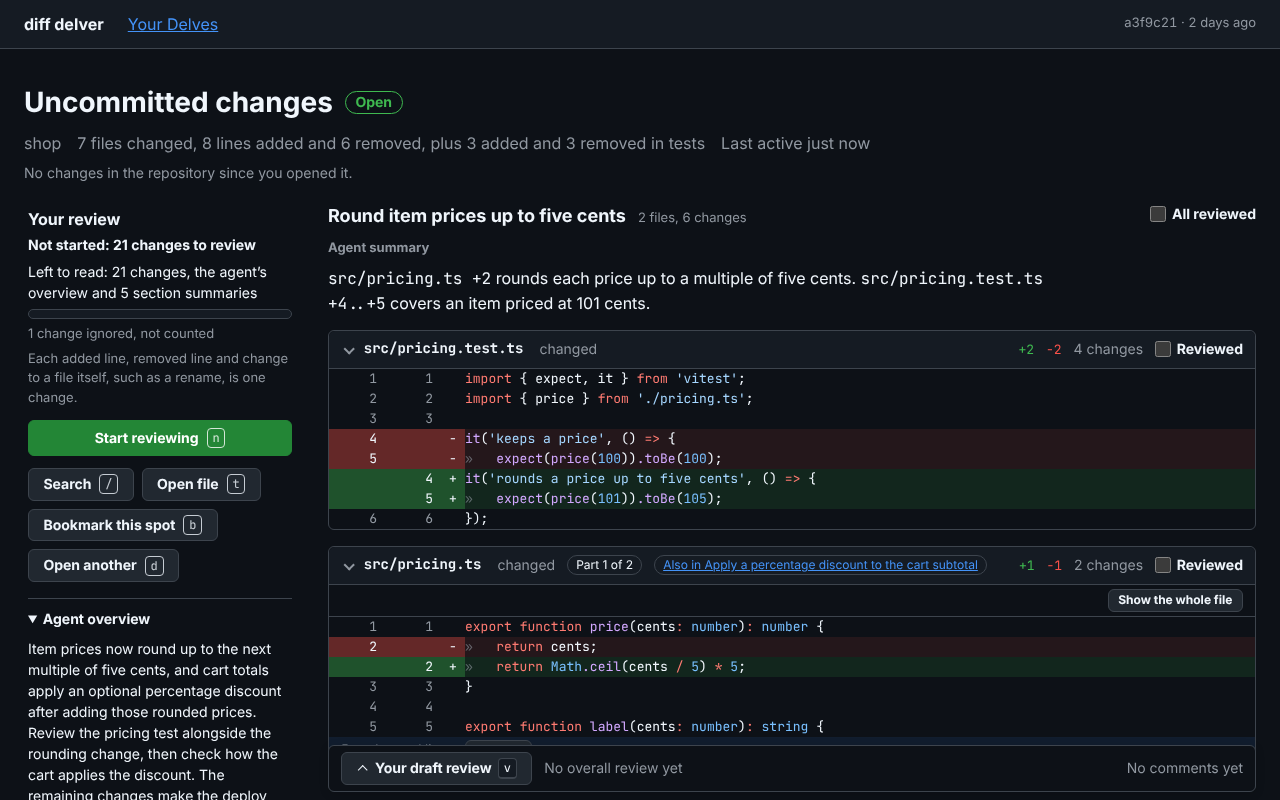 diff delver Your Delves a3f9c21 · 2 days ago
Uncommitted changes Open
shop 7 files changed, 8 lines added and 6 removed, plus 3 added and 3 removed in tests Last active just now
No changes in the repository since you opened it.
Your review
Not started: 21 changes to review
Left to read: 21 changes, the agent's
overview and 5 section summaries
1 change ignored, not counted
Each added line, removed line and change
to a file itself, such as a rename, is one
change.
Start reviewing n
Search / Open file t
Bookmark this spot b
Open another d
▼ Agent overview
Item prices now round up to the next
multiple of five cents, and cart totals
apply an optional percentage discount
after adding those rounded prices.
Review the pricing test alongside the
rounding change, then check how the
cart applies the discount. The
remaining changes make the deploy
Round item prices up to five cents 2 files, 6 changes All reviewed
Agent summary
src/pricing.ts +2 rounds each price up to a multiple of five cents. src/pricing.test.ts
+4..+5 covers an item priced at 101 cents.
src/pricing.test.ts changed +2 -2 4 changes Reviewed
1 1 import { expect, it } from 'vitest';
2 2 import { price } from './pricing.ts';
3 3
4 - it('keeps a price', () => {
5 - » expect(price(100)).toBe(100);
4 + it('rounds a price up to five cents', () => {
5 + » expect(price(101)).toBe(105);
6 6 });
src/pricing.ts changed Part 1 of 2 Also in Apply a percentage discount to the cart subtotal +1 -1 2 changes Reviewed
Show the whole file
1 1 export function price(cents: number): number {
2 - » return cents;
2 + » return Math.ceil(cents / 5) * 5;
3 3 }
4 4
5 5 export function label(cents: number): string {
Your draft review v No overall review yet No comments yet